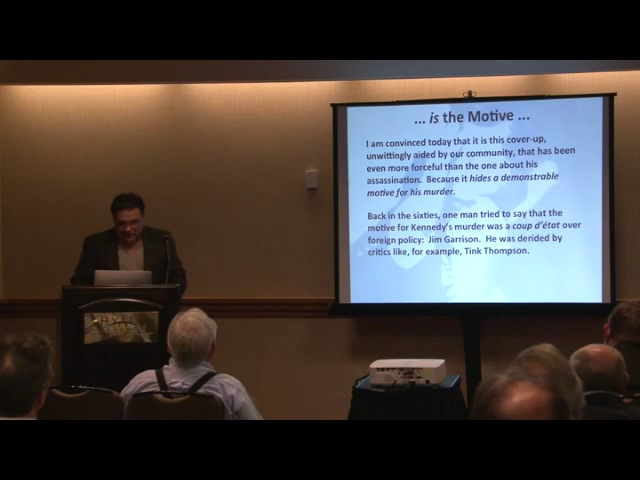 ... is the Motive ...
I am convinced today that it is this cover-up,
unwittingly aided by our community, that has been
even more forceful than the one about his
assassination. Because it hides a demonstrable
motive for his murder.
Back in the sixties, one man tried to say that the
motive for Kennedy's murder was a coup d'état over
foreign policy: Jim Garrison. He was derided by
critics like, for example, Tink Thompson.